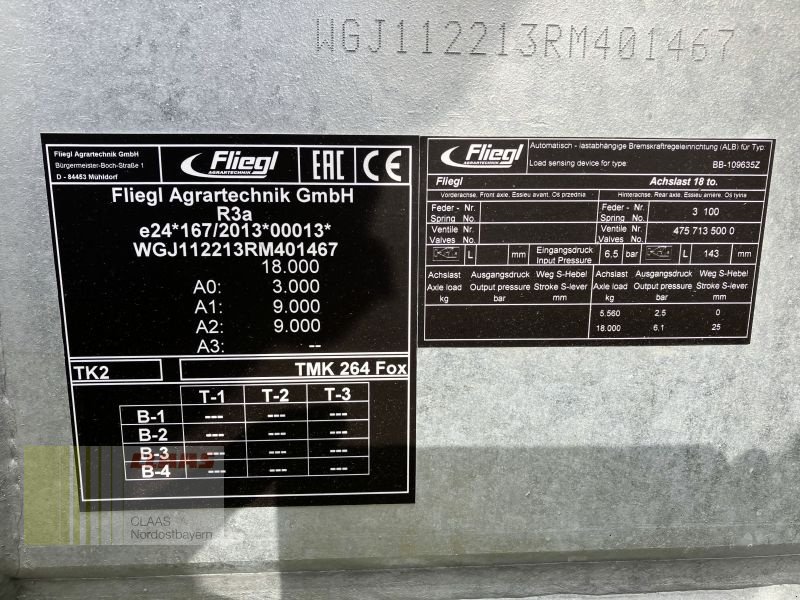 WGJ112213RM401467
Fliegl Agrartechnik GmbH
Bürgermeister-Boch-Straße 1
D - 84453 Mühldorf
Fliegl
AGRARTECHNIK
EAC
CE
Fliegl Agrartechnik GmbH
R3a
e24*167/2013*00013*
WGJ112213RM401467
18.000
A0: 3.000
A1: 9.000
A2: 9.000
A3: --
TK2 TMK 264 Fox
T-1 T-2 T-3
B-1 --- --- ---
B-2 --- --- ---
B-3 --- --- ---
B-4 --- --- ---
Fliegl
AGRARTECHNIK
Automatisch - lastabhängige Bremskraftregeleinrichtung (ALB) für Typ:
Load sensing device for type: BB-109635Z
Fliegl Achslast 18 to.
Vorderachse. Front axle. Essieu avant. Os przednia Hinterachse. Rear axle. Essieu arrière. Os tylna
Feder - Nr. Feder - Nr. 3 100
Spring No. Spring No.
Ventile Nr. Ventile Nr. 475 713 500 0
Valves No. Valves No.
L mm Eingangsdruck 6.5 bar L 143 mm
Input Pressure
Achslast Ausgangsdruck Weg S-Hebel Achslast Ausgangsdruck Weg S-Hebel
Axle load Output pressure Stroke S-lever Axle load Output pressure Stroke S-lever
kg bar mm kg bar mm
5.560 2.5 0
18.000 6.1 25
CLAAS
CLAAS
Nordostbayern